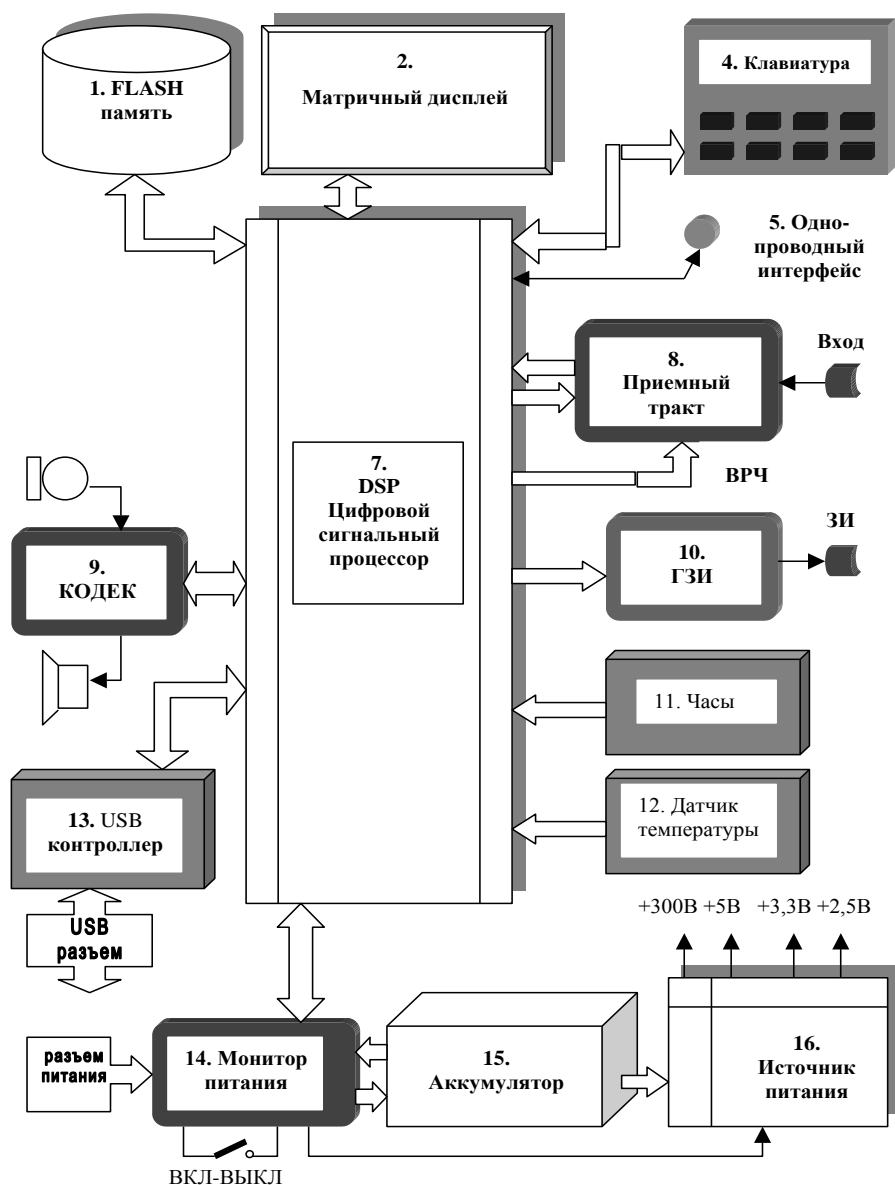 1. FLASH
память
2.
Матричный дисплей
4. Клавиатура
5. Одно-
проводный
интерфейс
8.
Приемный
тракт
Вход
ВРЧ
7.
DSP
Цифровой
сигнальный
процессор
9.
КОДЕК
10.
ГЗИ
ЗИ
11. Часы
12. Датчик
температуры
13. USB
контроллер
USB
разъем
+300В +5В +3,3В +2,5В
разъем
питания
14. Монитор
питания
15.
Аккумулятор
16.
Источник
питания
ВКЛ-ВЫКЛ